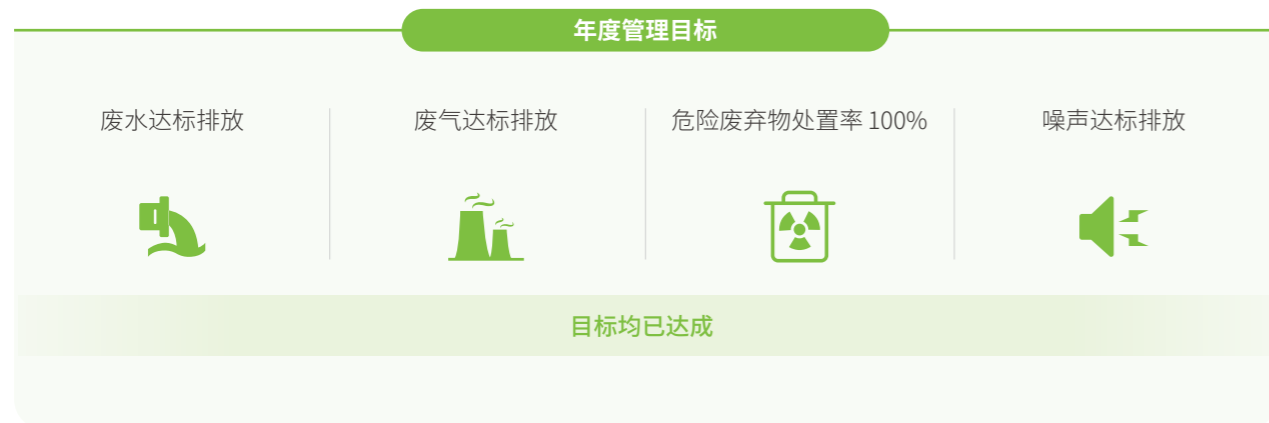 年度管理目标
废水达标排放
废气达标排放
危险废弃物处置率 100%
噪声达标排放
目标均已达成